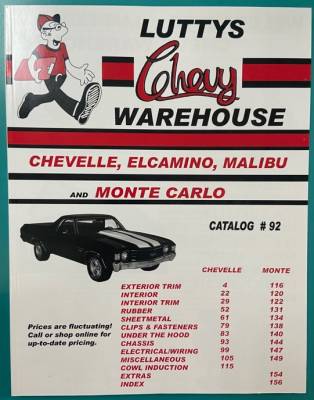 LUTTYS
Chevy
WAREHOUSE
CHEVELLE, ELCAMINO, MALIBU
AND MONTE CARLO
CATALOG # 92
CHEVELLE MONTE
EXTERIOR TRIM 4 116
INTERIOR 22 120
INTERIOR TRIM 29 122
RUBBER 52 131
SHEETMETAL 61 134
CLIPS & FASTENERS 79 138
UNDER THE HOOD 83 140
CHASSIS 93 144
ELECTRICAL/WIRING 99 147
MISCELLANEOUS 105 149
COWL INDUCTION 115
EXTRAS 154
INDEX 156
Prices are fluctuating!
Call or shop online for
up-to-date pricing.